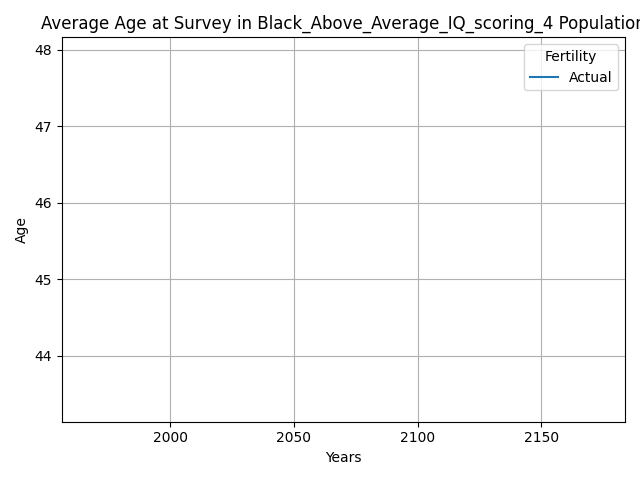 Average Age at Survey in Black_Above_Average_IQ_scoring_4 Population
Fertility
Actual
48
47
46
45
44
Age
2000 2050 2100 2150
Years